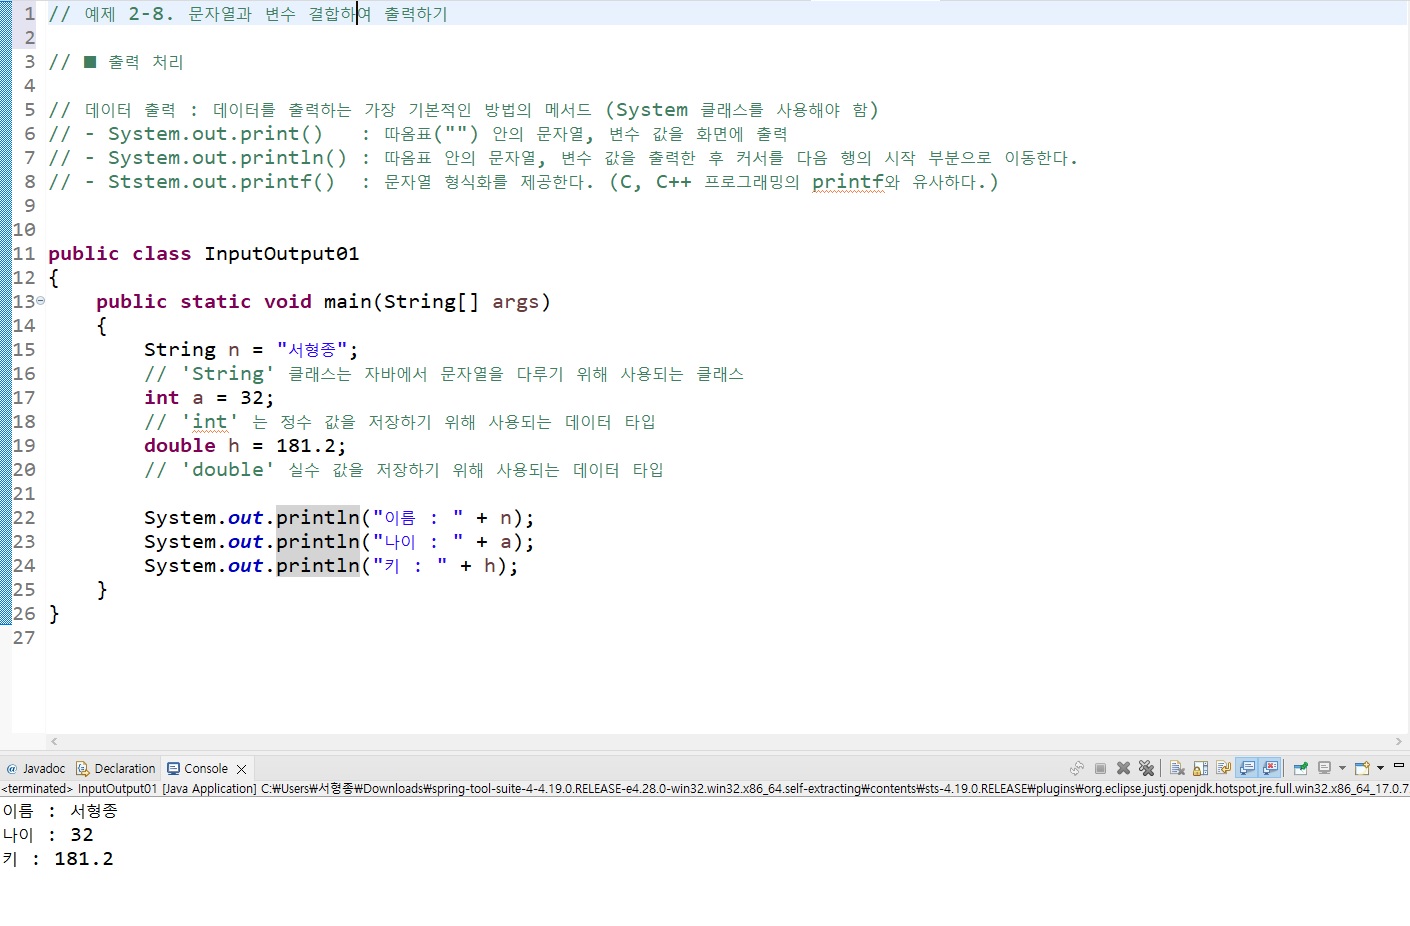 1 // 예제 2-8. 문자열과 변수 결합하여 출력하기
2
3 // ■ 출력 처리
4
5 // 데이터 출력 : 데이터를 출력하는 가장 기본적인 방법의 메서드 (System 클래스를 사용해야 함)
6 // - System.out.print()   : 따옴표("") 안의 문자열, 변수 값을 화면에 출력
7 // - System.out.println() : 따옴표 안의 문자열, 변수 값을 출력한 후 커서를 다음 행의 시작 부분으로 이동한다.
8 // - Ststem.out.printf()  : 문자열 형식화를 제공한다. (C, C++ 프로그래밍의 printf와 유사하다.)
9
10
11 public class InputOutput01
12 {
13     public static void main(String[] args)
14     {
15         String n = "서형종";
16         // 'String' 클래스는 자바에서 문자열을 다루기 위해 사용되는 클래스
17         int a = 32;
18         // 'int' 는 정수 값을 저장하기 위해 사용되는 데이터 타입
19         double h = 181.2;
20         // 'double' 실수 값을 저장하기 위해 사용되는 데이터 타입
21
22         System.out.println("이름 : " + n);
23         System.out.println("나이 : " + a);
24         System.out.println("키 : " + h);
25     }
26 }
27
@ Javadoc Declaration Console
<terminated> InputOutput01 [Java Application] C:₩Users₩서형종₩Downloads₩spring-tool-suite-4-4.19.0.RELEASE-e4.28.0-win32.win32.x86_64.self-extracting₩contents₩sts-4.19.0.RELEASE₩plugins₩org.eclipse.justj.openjdk.hotspot.jre.full.win32.x86_64_17.0.7
이름 : 서형종
나이 : 32
키 : 181.2